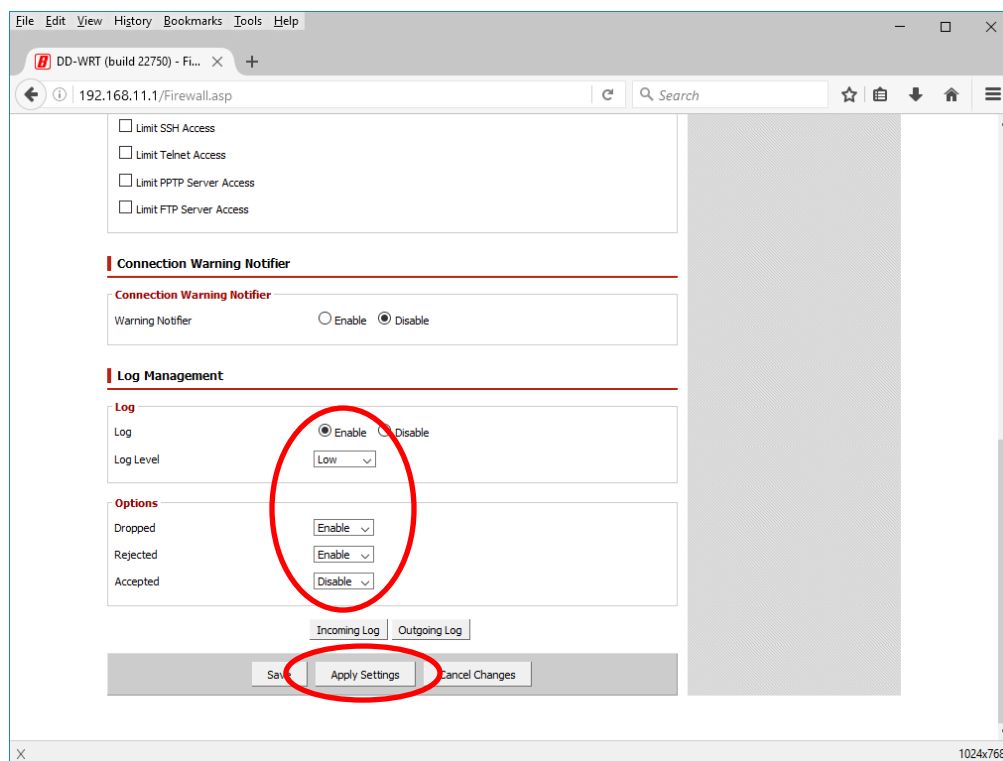 File Edit View History Bookmarks Tools Help
DD-WRT (build 22750) - Fi...
192.168.11.1/Firewall.asp
Search
Limit SSH Access
Limit Telnet Access
Limit PPTP Server Access
Limit FTP Server Access
Connection Warning Notifier
Connection Warning Notifier
Warning Notifier Enable Disable
Log Management
Log
Log Enable Disable
Log Level Low
Options
Dropped Enable
Rejected Enable
Accepted Disable
Incoming Log Outgoing Log
Save Apply Settings Cancel Changes
1024x768